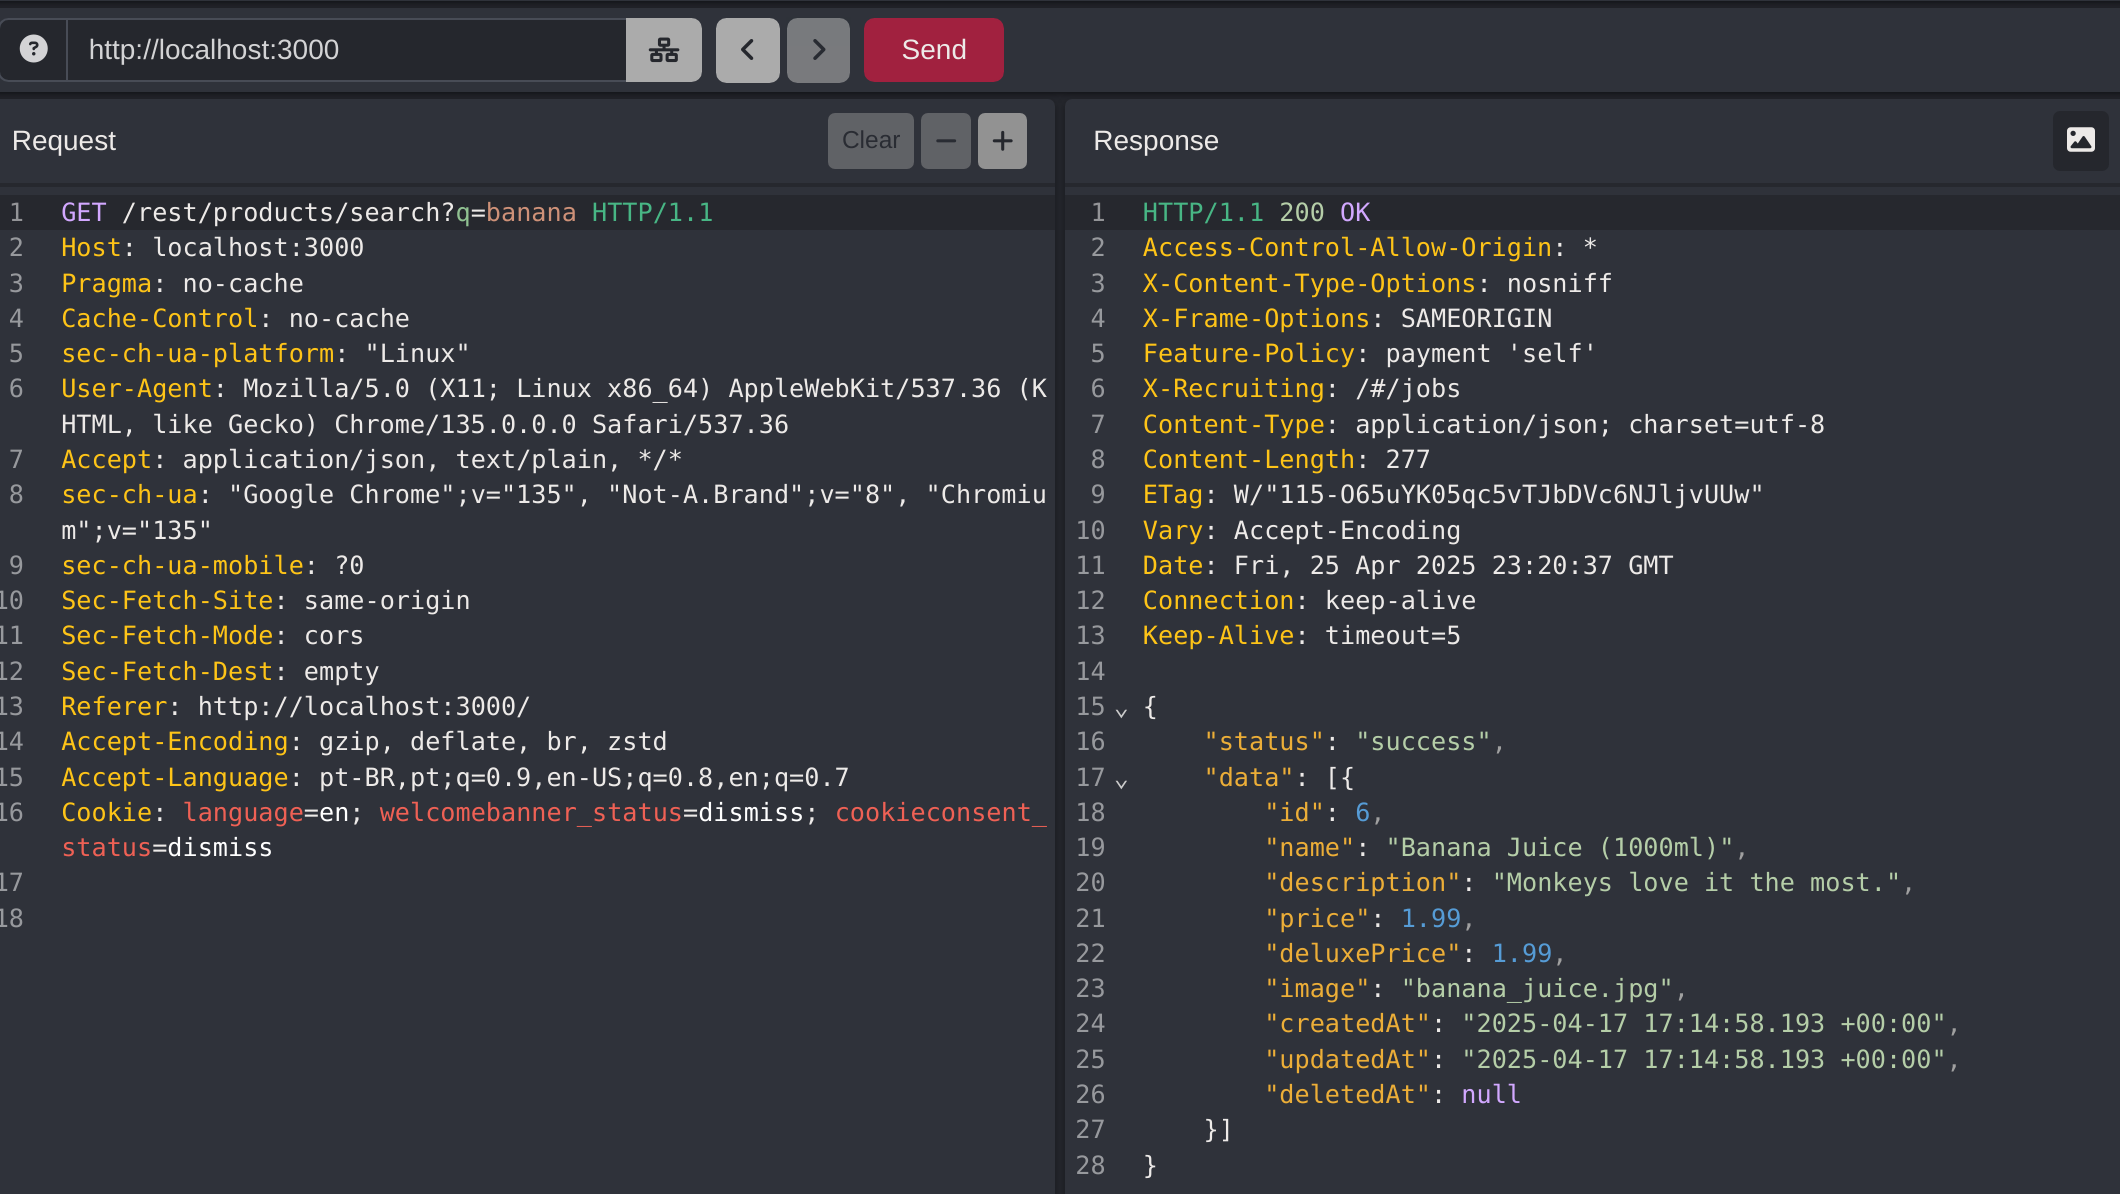 http://localhost:3000
Send
Request
Clear
Response
1 GET /rest/products/search?q=banana HTTP/1.1
2 Host: localhost:3000
3 Pragma: no-cache
4 Cache-Control: no-cache
5 sec-ch-ua-platform: "Linux"
6 User-Agent: Mozilla/5.0 (X11; Linux x86_64) AppleWebKit/537.36 (K
HTML, like Gecko) Chrome/135.0.0.0 Safari/537.36
7 Accept: application/json, text/plain, */*
8 sec-ch-ua: "Google Chrome";v="135", "Not-A.Brand";v="8", "Chromiu
m";v="135"
9 sec-ch-ua-mobile: ?0
10 Sec-Fetch-Site: same-origin
11 Sec-Fetch-Mode: cors
12 Sec-Fetch-Dest: empty
13 Referer: http://localhost:3000/
14 Accept-Encoding: gzip, deflate, br, zstd
15 Accept-Language: pt-BR,pt;q=0.9,en-US;q=0.8,en;q=0.7
16 Cookie: language=en; welcomebanner_status=dismiss; cookieconsent_
status=dismiss
17
18
1 HTTP/1.1 200 OK
2 Access-Control-Allow-Origin: *
3 X-Content-Type-Options: nosniff
4 X-Frame-Options: SAMEORIGIN
5 Feature-Policy: payment 'self'
6 X-Recruiting: /#/jobs
7 Content-Type: application/json; charset=utf-8
8 Content-Length: 277
9 ETag: W/"115-O65uYK05qc5vTJbDVc6NJljvUUw"
10 Vary: Accept-Encoding
11 Date: Fri, 25 Apr 2025 23:20:37 GMT
12 Connection: keep-alive
13 Keep-Alive: timeout=5
14
15 {
16 "status": "success",
17 "data": [{
18 "id": 6,
19 "name": "Banana Juice (1000ml)",
20 "description": "Monkeys love it the most.",
21 "price": 1.99,
22 "deluxePrice": 1.99,
23 "image": "banana_juice.jpg",
24 "createdAt": "2025-04-17 17:14:58.193 +00:00",
25 "updatedAt": "2025-04-17 17:14:58.193 +00:00",
26 "deletedAt": null
27 }]
28 }